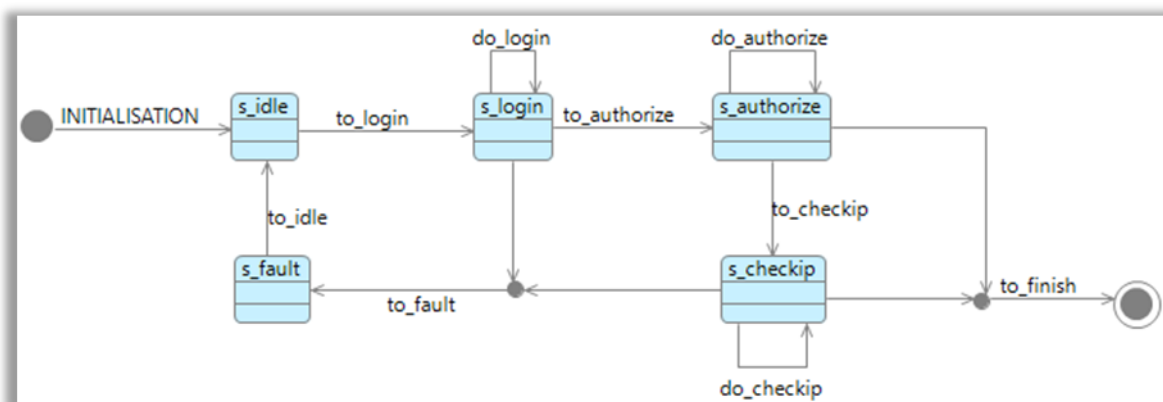 do_login
do_authorize
s_idle
s_login
s_authorize
INITIALISATION
to_login
to_authorize
to_idle
to_checkip
s_fault
s_checkip
to_fault
to_finish
do_checkip